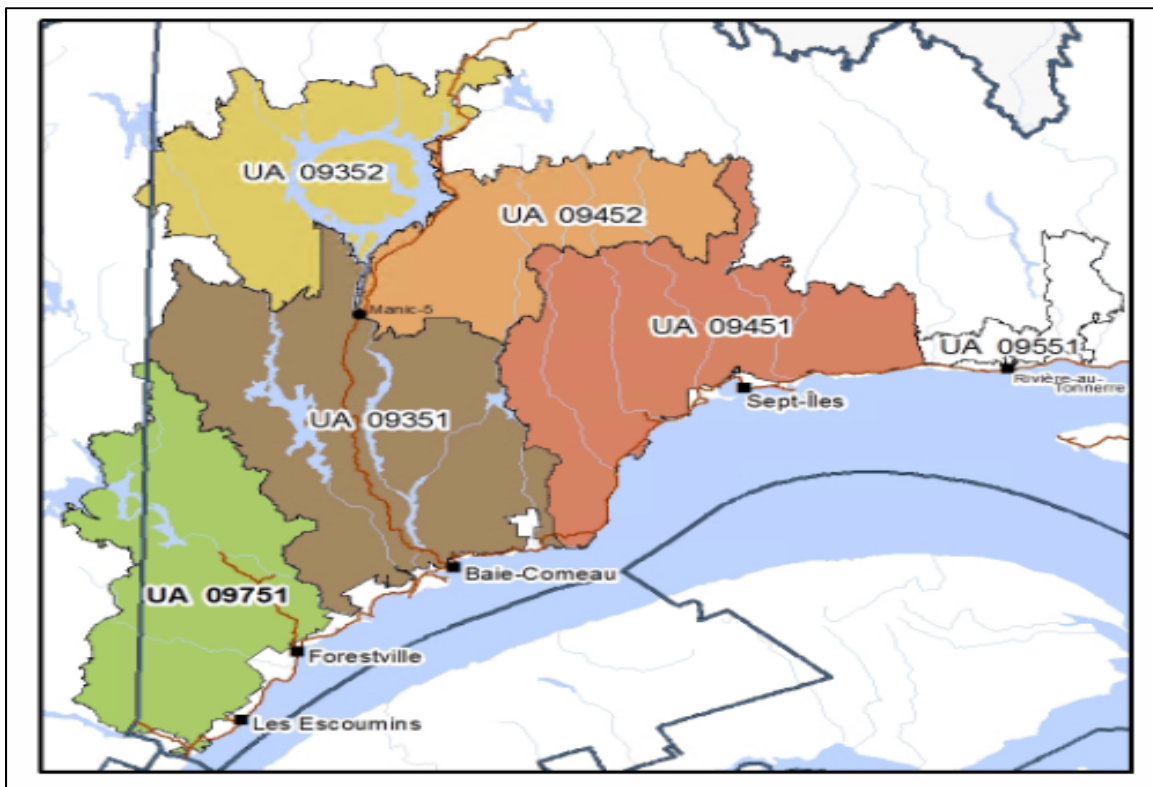 UA 09352
UA 09452
Manic-5
UA 09451
UA 09551
Rivière-au-
Tonnerre
Sept-Îles
UA 09351
Baie-Comeau
UA 09751
Forestville
Les Escoumins